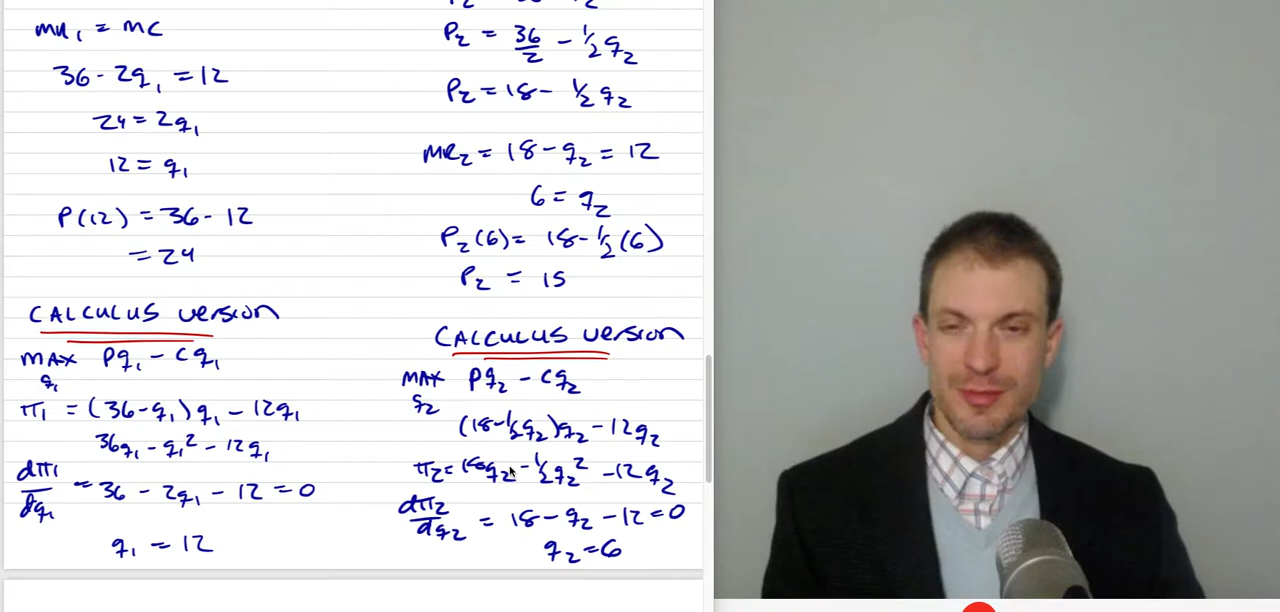 MR₁ = MC
36 - 2q₁ = 12
24 = 2q₁
12 = q₁
P(12) = 36 - 12
= 24
CALCULUS version
MAX Pq₁ - Cq₁
q₁
π₁ = (36 - q₁)q₁ - 12q₁
36q₁ - q₁² - 12q₁
dπ₁/dq₁ = 36 - 2q₁ - 12 = 0
q₁ = 12
P₂ = 36/2 - 1/2 q₂
P₂ = 18 - 1/2 q₂
MR₂ = 18 - q₂ = 12
6 = q₂
P₂(6) = 18 - 1/2(6)
P₂ = 15
CALCULUS version
MAX Pq₂ - Cq₂
q₂
(18 - 1/2q₂)q₂ - 12q₂
π₂ = 18q₂ - 1/2q₂² - 12q₂
dπ₂/dq₂ = 18 - q₂ - 12 = 0
q₂ = 6